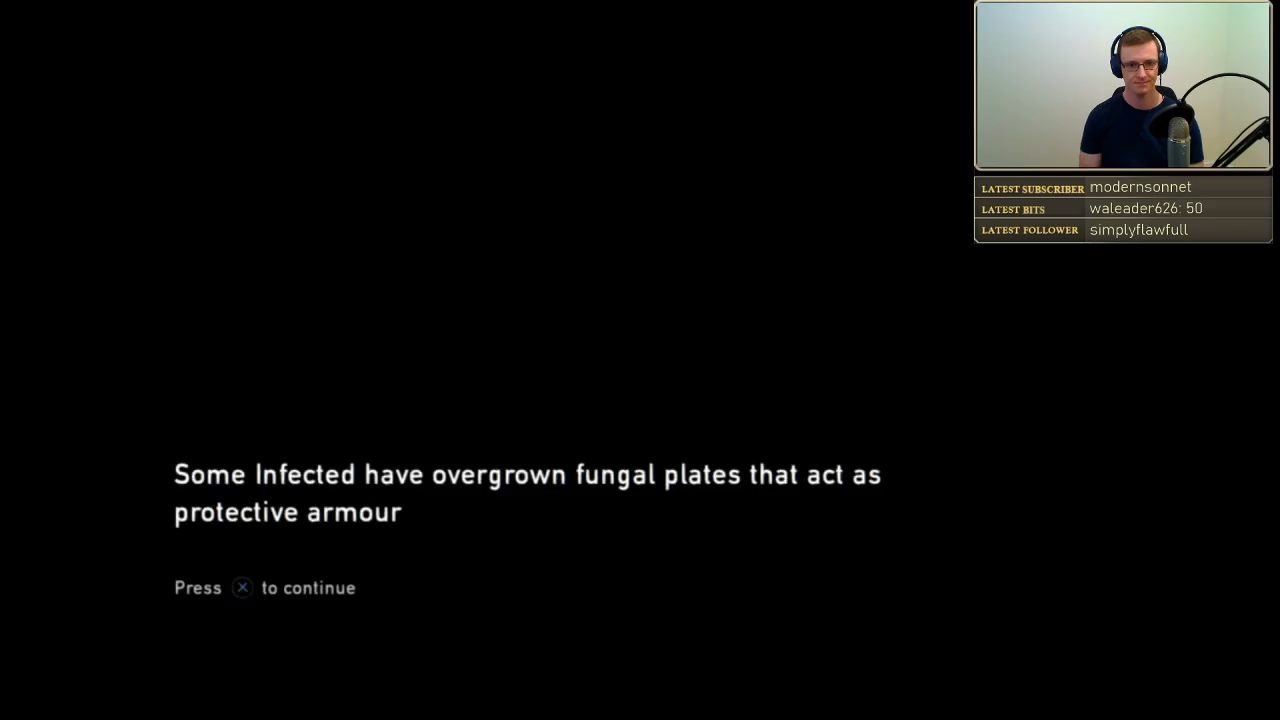 LATEST SUBSCRIBER modernsonnet
LATEST BITS waleader626: 50
LATEST FOLLOWER simplyflawfull
Some Infected have overgrown fungal plates that act as
protective armour
Press X to continue